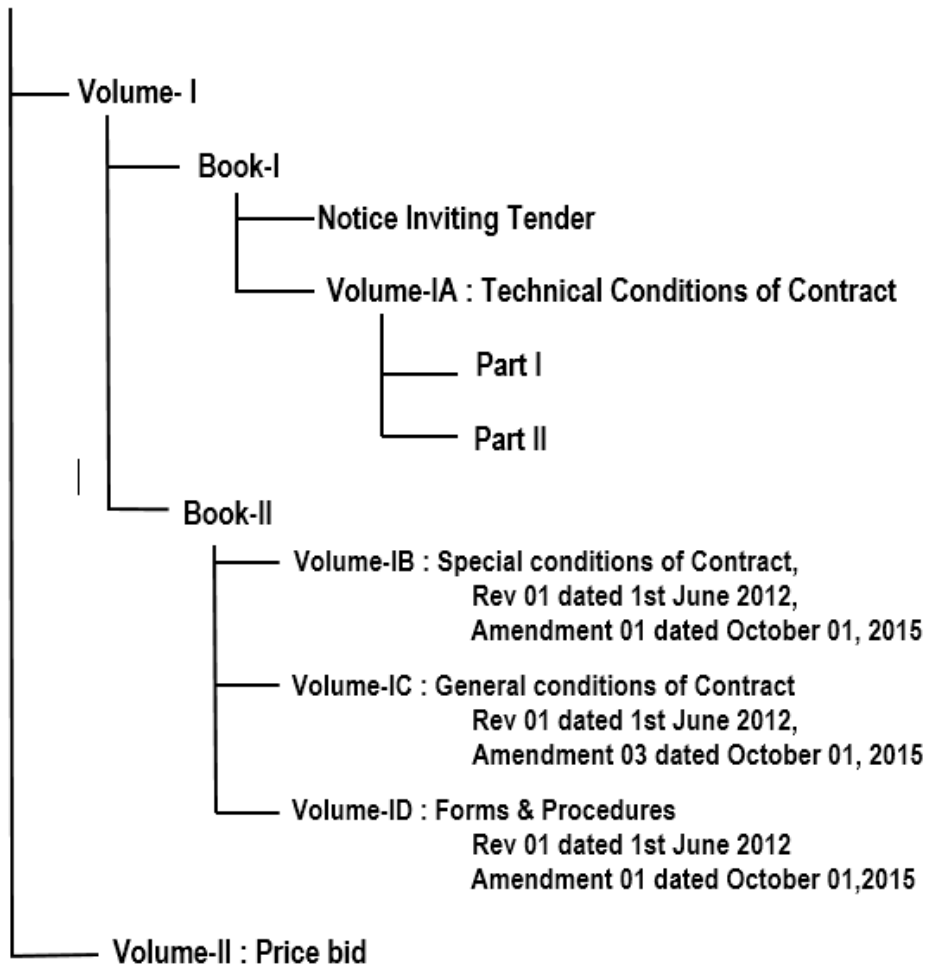 Volume- I
Book-I
Notice Inviting Tender
Volume-IA : Technical Conditions of Contract
Part I
Part II
Book-II
Volume-IB : Special conditions of Contract,
Rev 01 dated 1st June 2012,
Amendment 01 dated October 01, 2015
Volume-IC : General conditions of Contract
Rev 01 dated 1st June 2012,
Amendment 03 dated October 01, 2015
Volume-ID : Forms & Procedures
Rev 01 dated 1st June 2012
Amendment 01 dated October 01,2015
Volume-II : Price bid